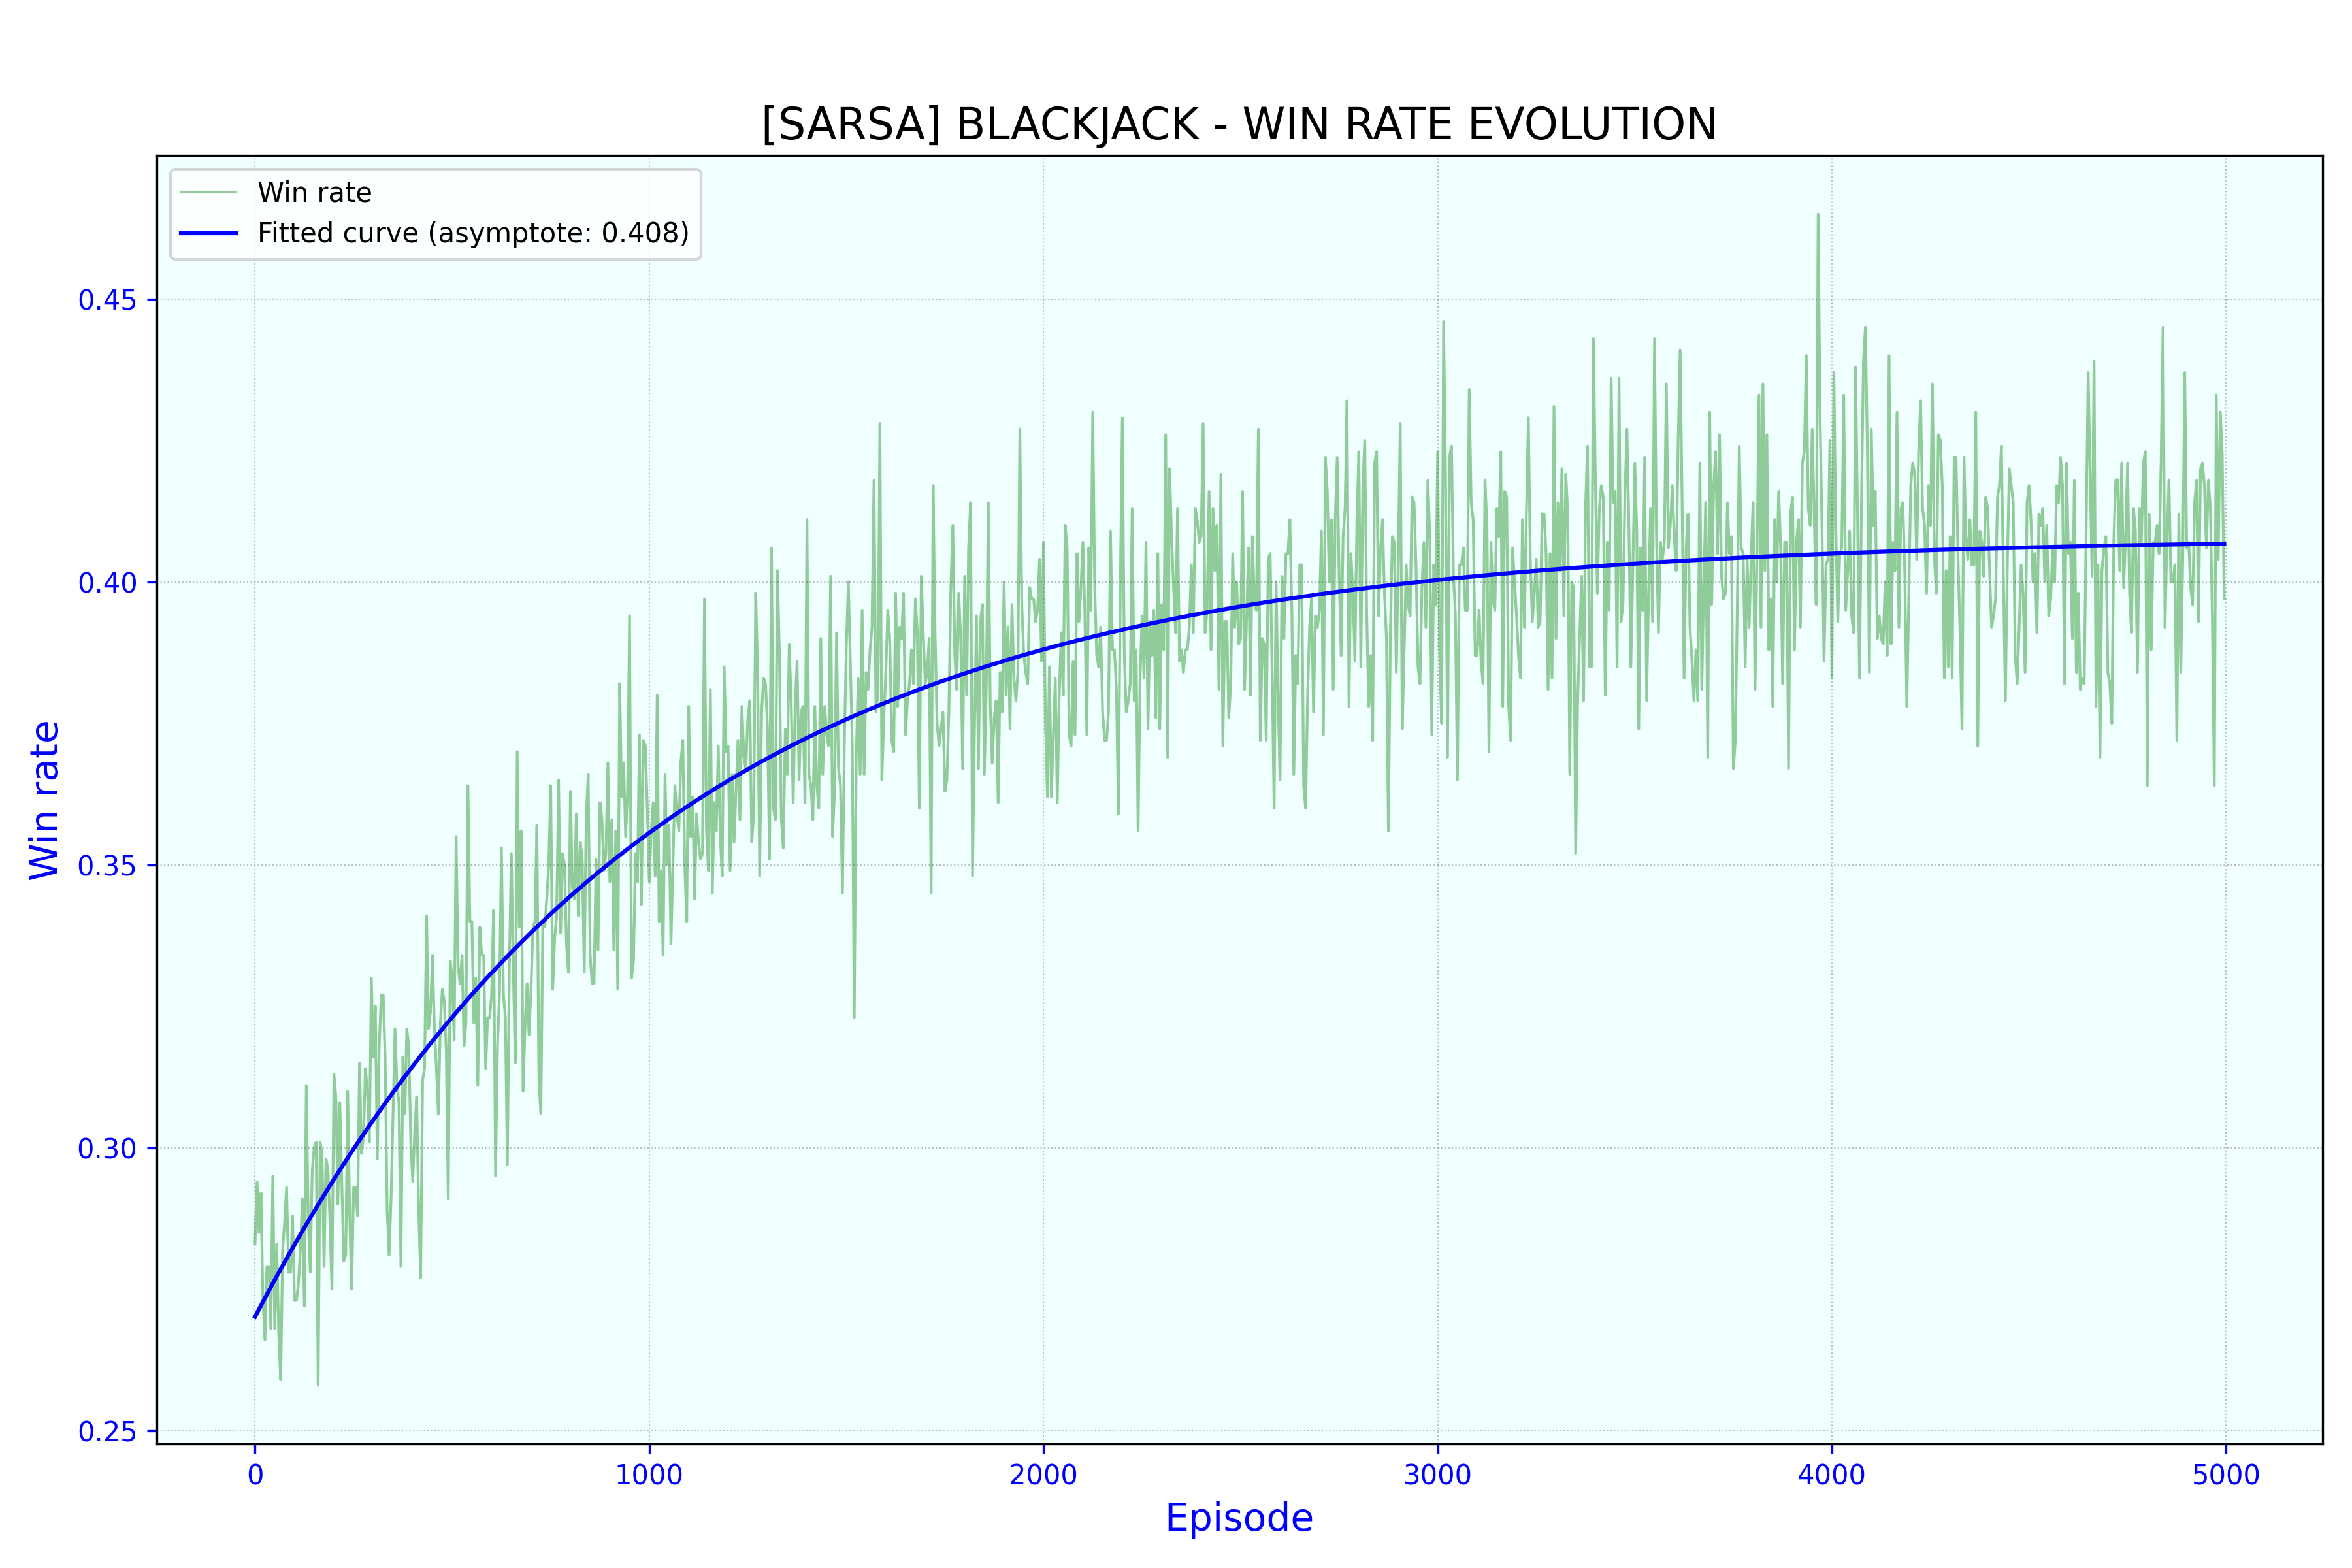 [SARSA] BLACKJACK - WIN RATE EVOLUTION
Win rate
Fitted curve (asymptote: 0.408)
Win rate
0.45
0.40
0.35
0.30
0.25
0 1000 2000 3000 4000 5000
Episode